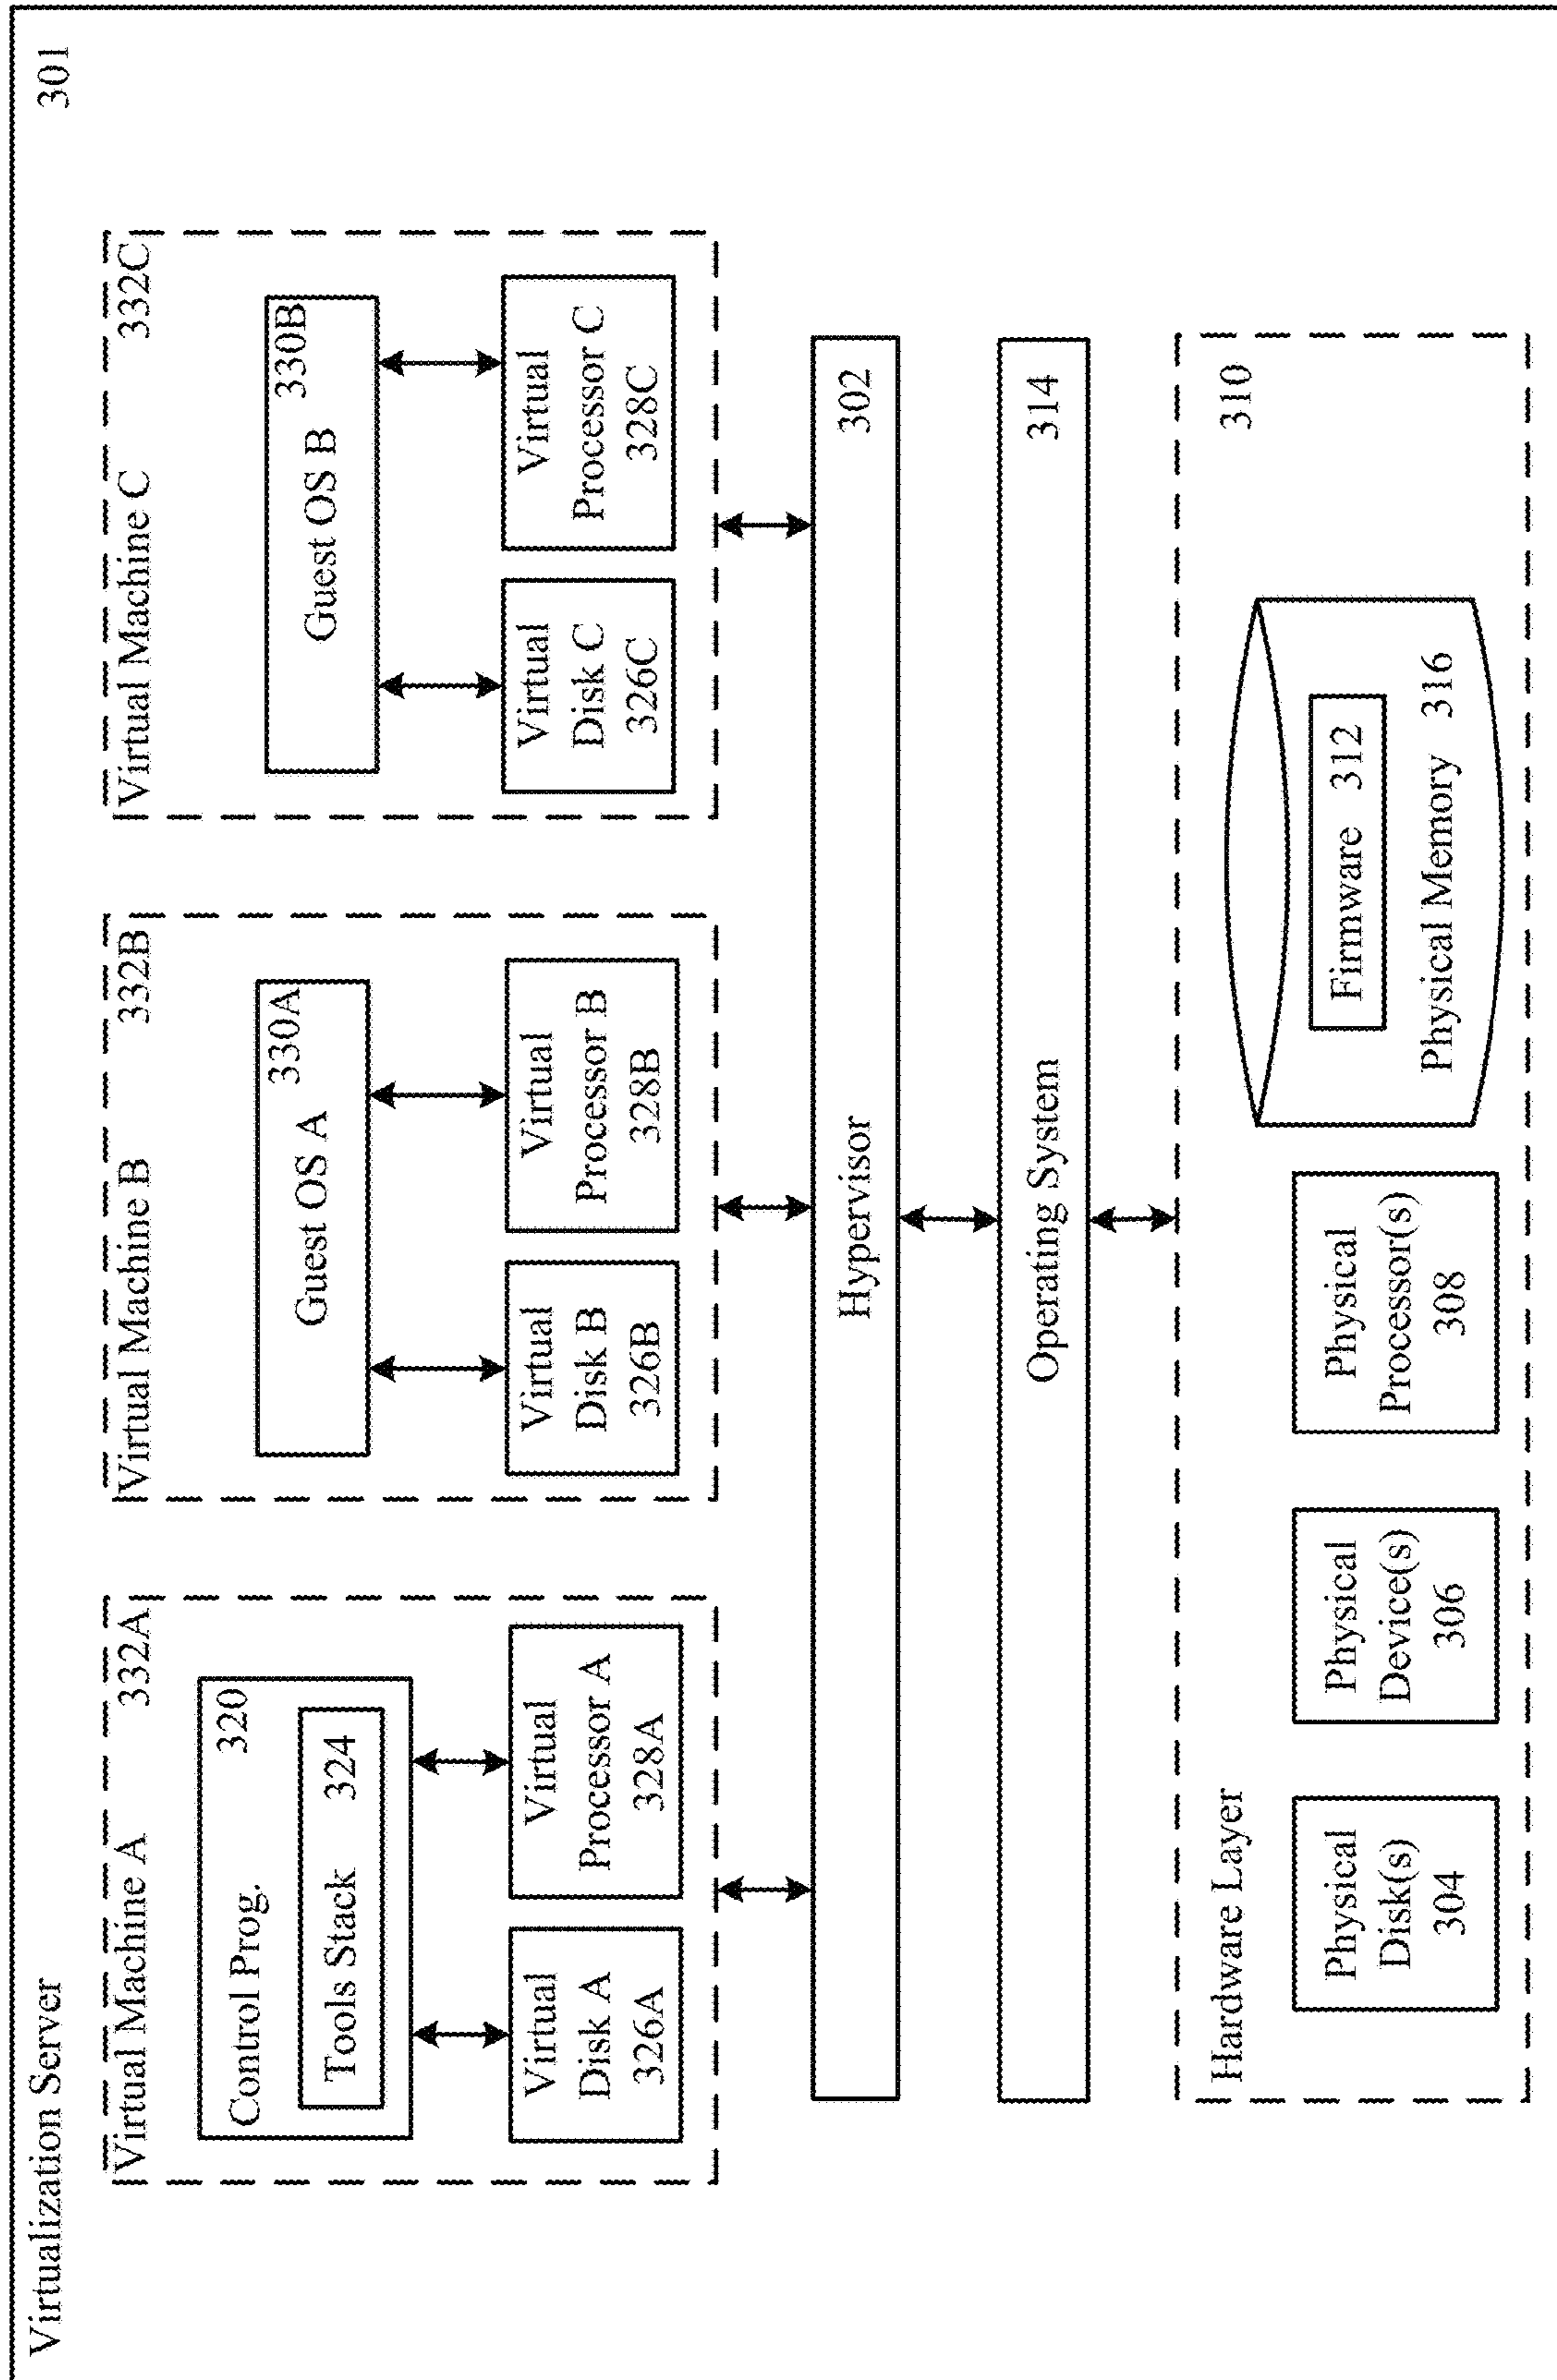 Virtualization Server 301
Virtual Machine A 332A
Control Prog. 320
Tools Stack 324
Virtual
Disk A
326A
Virtual
Processor A
328A
Virtual Machine B 332B
330A
Guest OS A
Virtual
Disk B
326B
Virtual
Processor B
328B
Virtual Machine C 332C
330B
Guest OS B
Virtual
Disk C
326C
Virtual
Processor C
328C
Hypervisor 302
Operating System 314
Hardware Layer 310
Physical
Disk(s)
304
Physical
Device(s)
306
Physical
Processor(s)
308
Firmware 312
Physical Memory 316